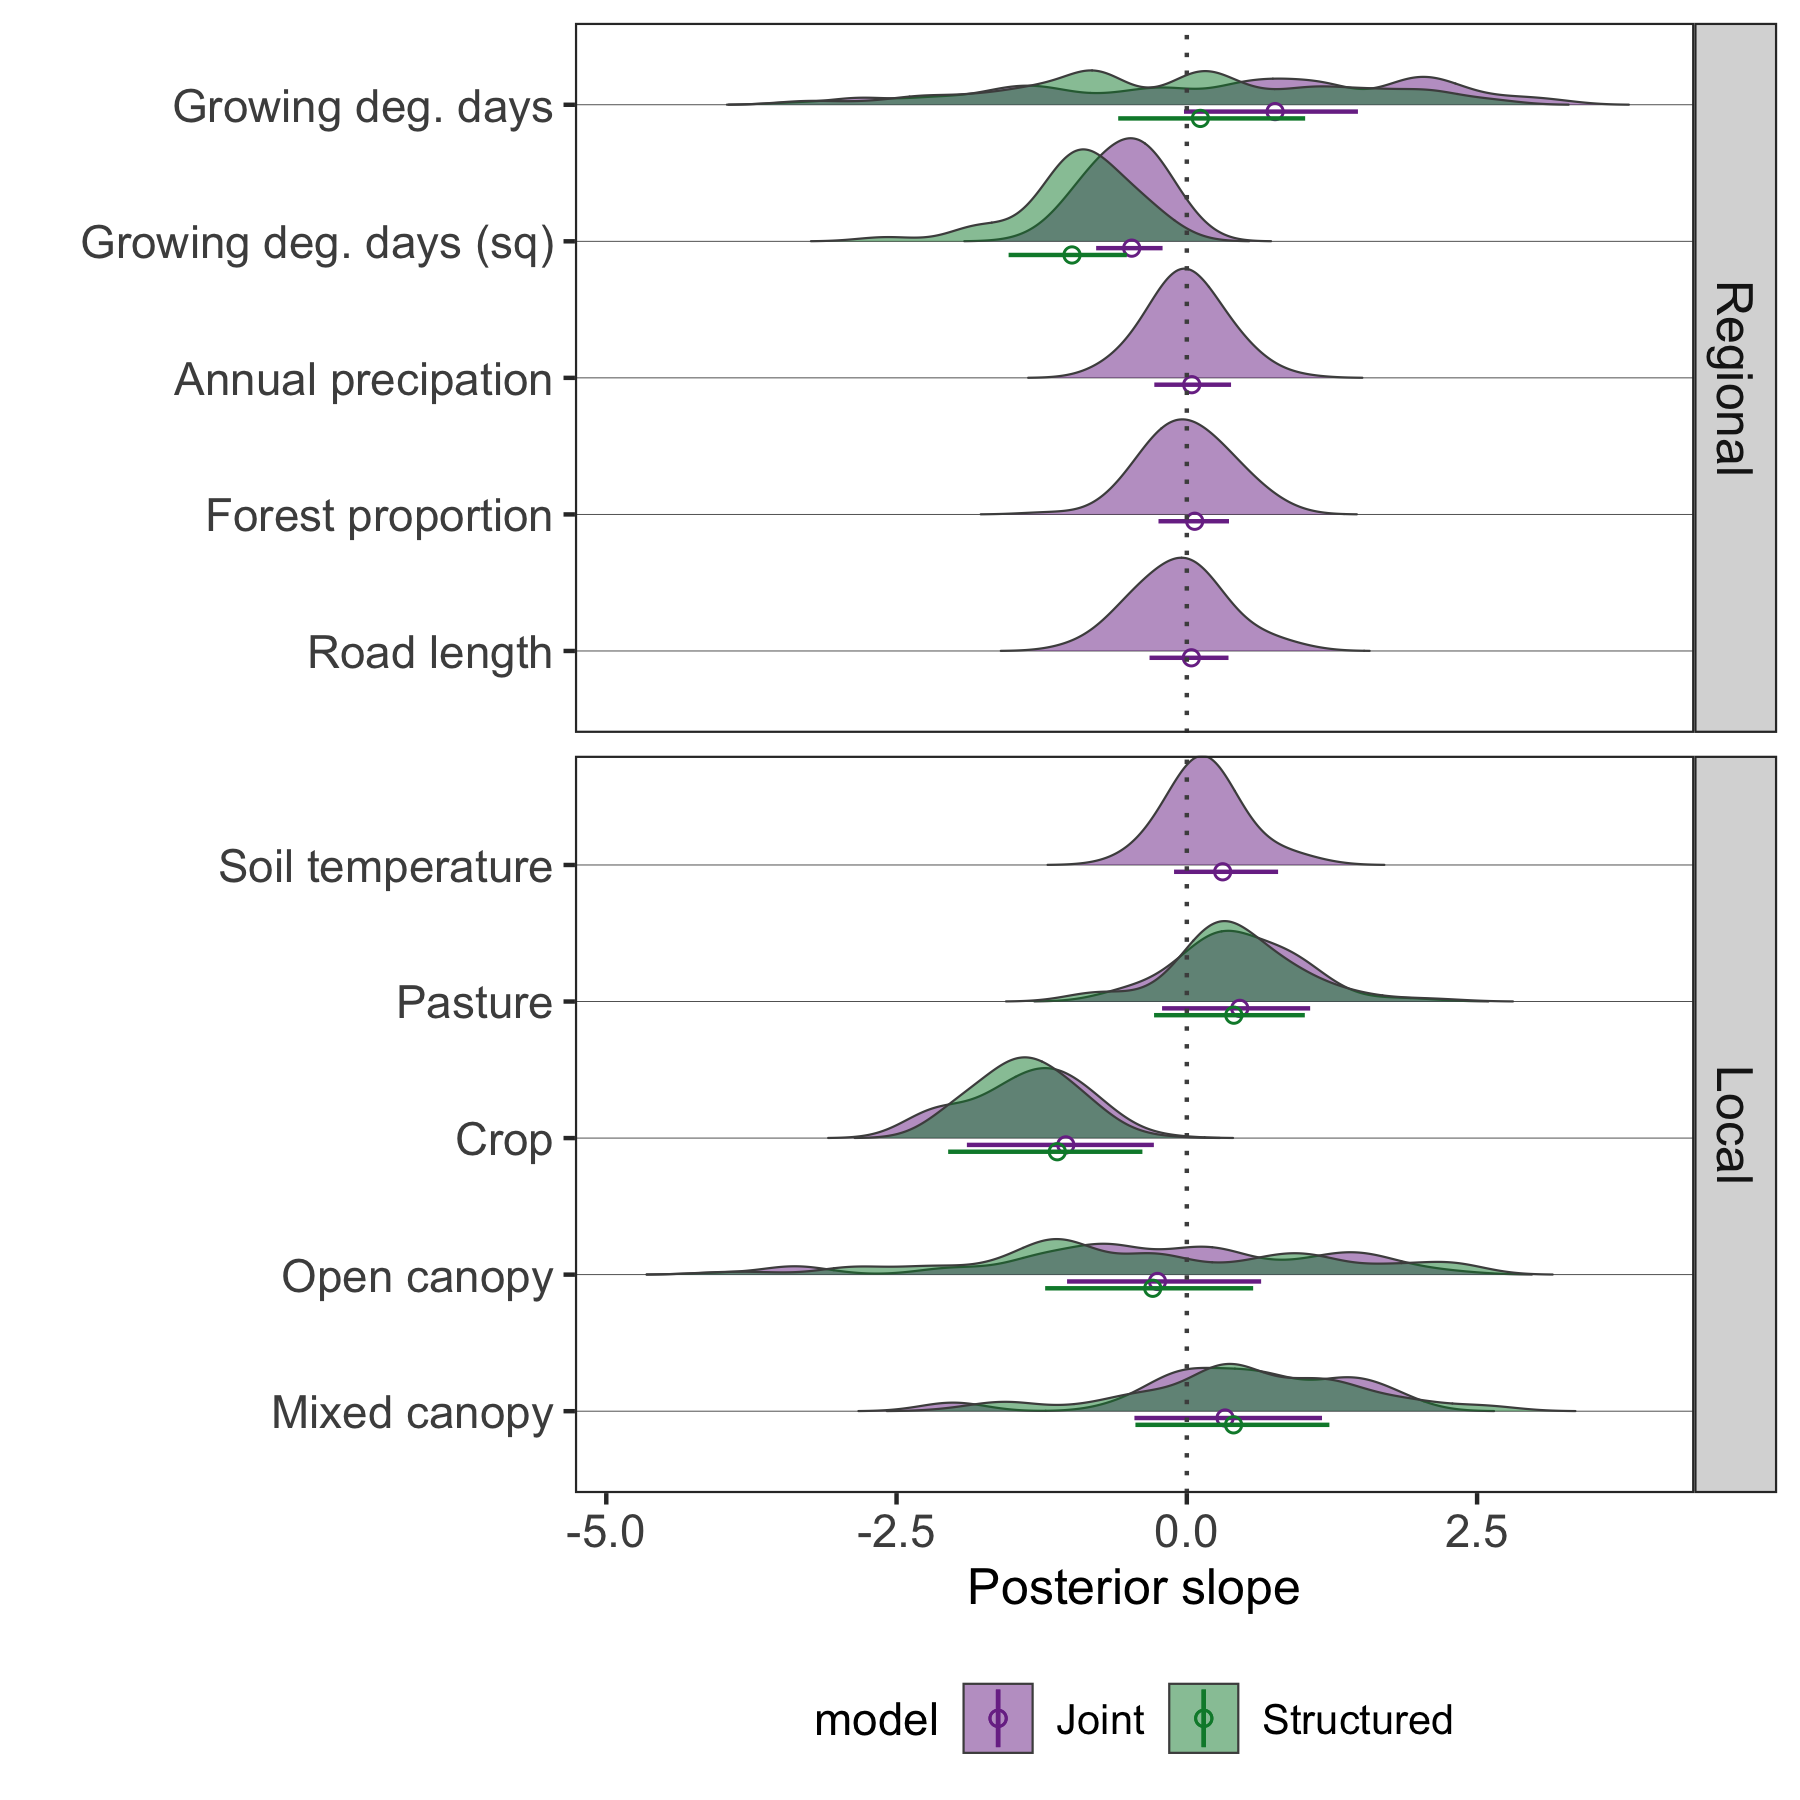 Growing deg. days
Growing deg. days (sq)
Annual precipation
Forest proportion
Road length
Regional
Soil temperature
Pasture
Crop
Open canopy
Mixed canopy
Local
-5.0 -2.5 0.0 2.5
Posterior slope
model Joint Structured